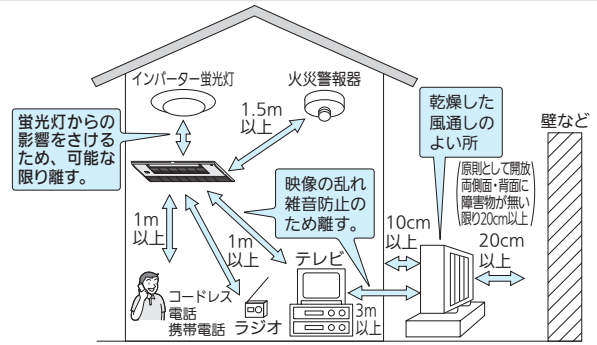 インバーター蛍光灯
火災警報器
1.5m
以上
蛍光灯からの
影響をさける
ため、可能な
限り離す。
乾燥した
風通しの
よい所
壁など
原則として開放
両側面・背面に
障害物が無い
限り20cm以上
映像の乱れ
雑音防止の
ため離す。
1m
以上
1m
以上
10cm
以上
20cm
以上
テレビ
コードレス
電話
携帯電話
ラジオ
3m
以上